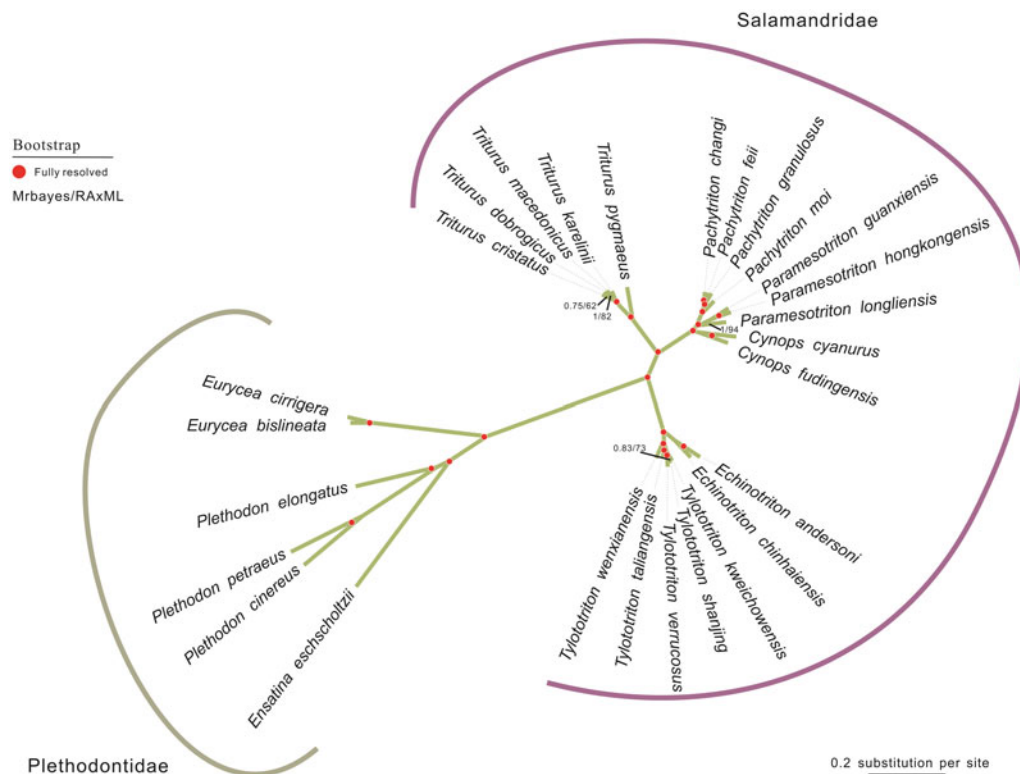 Salamandridae
Bootstrap
Fully resolved
Mrbayes/RAxML
Triturus cristatus
Triturus dobrogicus
Triturus macedonicus
Triturus karelinii
Triturus pygmaeus
Pachytriton changi
Pachytriton feii
Pachytriton granulosus
Pachytriton moi
Paramesotriton guanxiensis
Paramesotriton hongkongensis
Paramesotriton longliensis
Cynops cyanurus
Cynops fudingensis
0.75/62
1/82
1/94
0.83/73
Eurycea cirrigera
Eurycea bislineata
Plethodon elongatus
Plethodon petraeus
Plethodon cinereus
Ensatina eschscholtzii
Tylototriton wenxianensis
Tylototriton taliangensis
Tylototriton verrucosus
Tylototriton shanjing
Tylototriton kweichowensis
Echinotriton chinhaiensis
Echinotriton andersoni
Plethodontidae
0.2 substitution per site